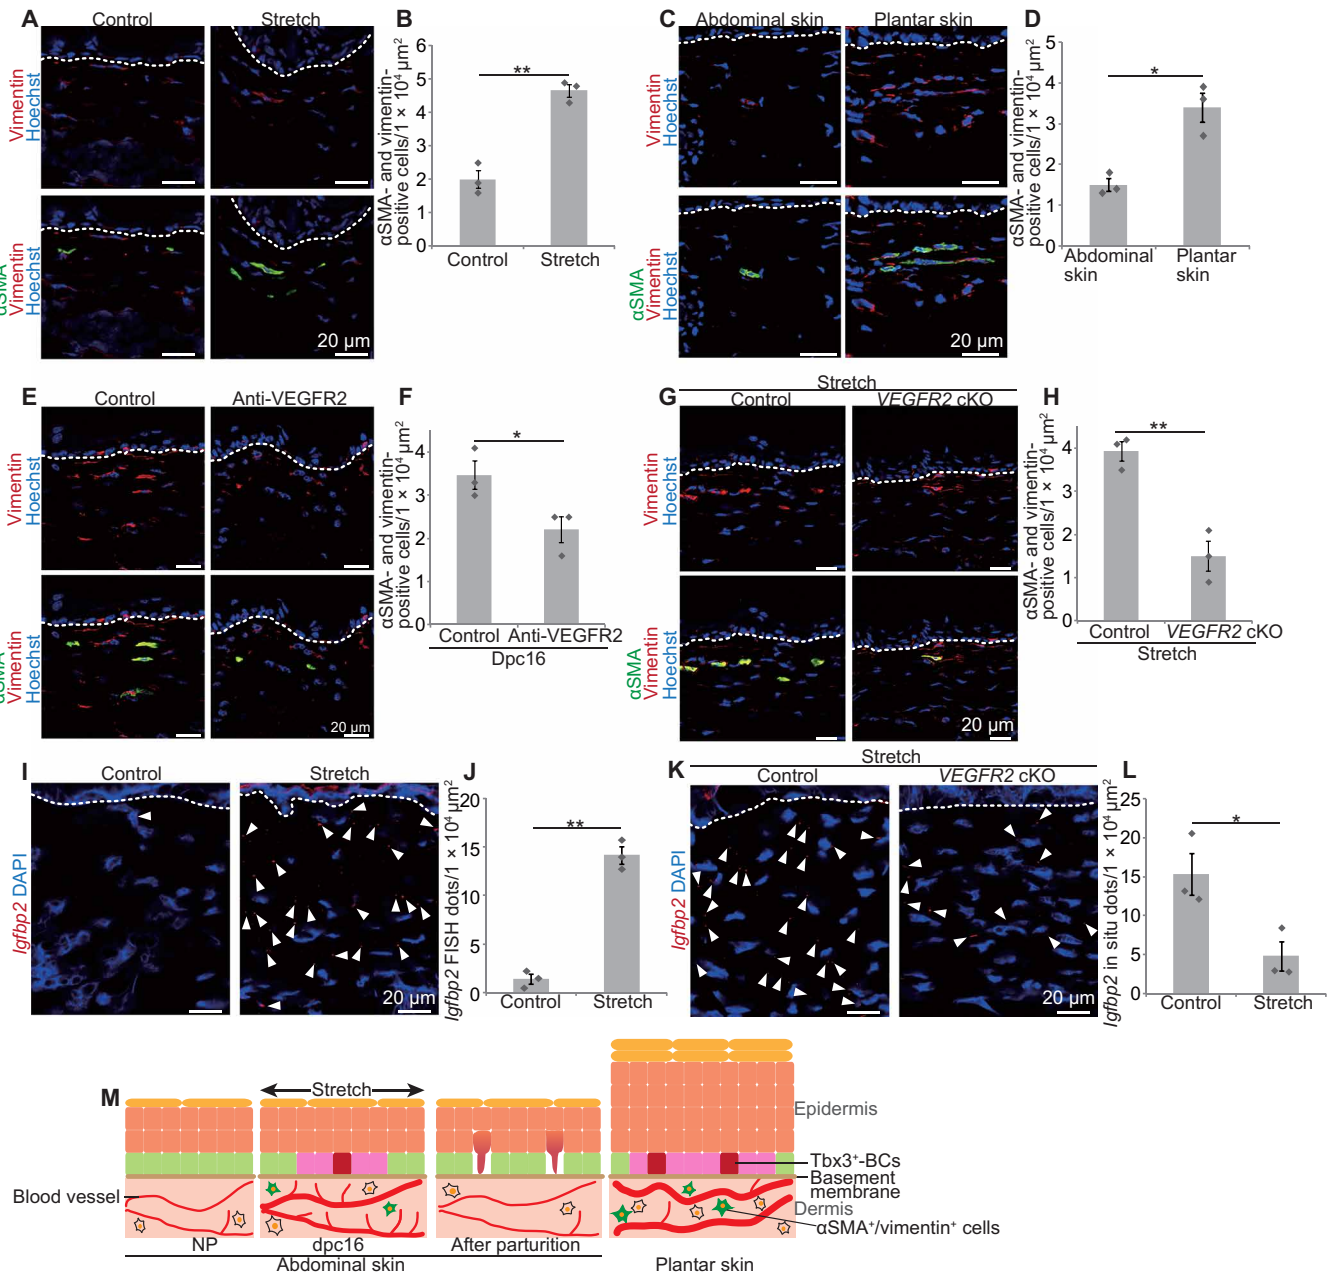 A
Control
Stretch
Vimentin
Hoechst
αSMA
Vimentin
Hoechst
20 µm
B
αSMA- and vimentin-
positive cells/1 × 10⁴ µm²
6
5
4
3
2
1
0
**
Control
Stretch
C
Abdominal skin
Plantar skin
Vimentin
Hoechst
αSMA
Vimentin
Hoechst
20 µm
D
αSMA- and vimentin-
positive cells/1 × 10⁴ µm²
5
4
3
2
1
0
*
Abdominal
skin
Plantar
skin
E
Control
Anti-VEGFR2
Vimentin
Hoechst
αSMA
Vimentin
Hoechst
20 µm
F
αSMA- and vimentin-
positive cells/1 × 10⁴ µm²
4
3
2
1
0
*
Control
Anti-VEGFR2
Dpc16
G
Stretch
Control
VEGFR2 cKO
Vimentin
Hoechst
αSMA
Vimentin
Hoechst
20 µm
H
αSMA- and vimentin-
positive cells/1 × 10⁴ µm²
4
3
2
1
0
**
Control
VEGFR2 cKO
Stretch
I
Control
Stretch
Igfbp2 DAPI
20 µm
J
Igfbp2 FISH dots/1 × 10⁴ µm²
20
15
10
5
0
**
Control
Stretch
K
Stretch
Control
VEGFR2 cKO
Igfbp2 DAPI
20 µm
L
Igfbp2 in situ dots/1 × 10⁴ µm²
25
20
15
10
5
0
*
Control
Stretch
M
Stretch
Epidermis
Tbx3⁺-BCs
Basement
membrane
Dermis
αSMA⁺/vimentin⁺ cells
Blood vessel
NP
dpc16
After parturition
Abdominal skin
Plantar skin